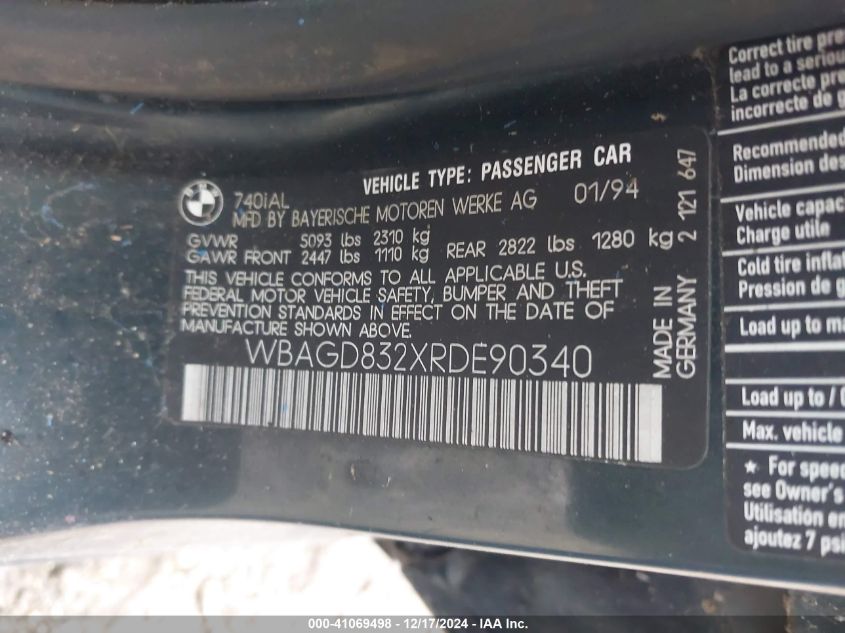 BMW
740IAL
VEHICLE TYPE: PASSENGER CAR
MFD BY BAYERISCHE MOTOREN WERKE AG 01/94
GVWR 5093 lbs 2310 kg
GAWR FRONT 2447 lbs 1110 kg REAR 2822 lbs 1280 kg
THIS VEHICLE CONFORMS TO ALL APPLICABLE U.S.
FEDERAL MOTOR VEHICLE SAFETY, BUMPER AND THEFT
PREVENTION STANDARDS IN EFFECT ON THE DATE OF
MANUFACTURE SHOWN ABOVE.
WBAGD832XRDE90340
MADE IN
GERMANY
2 121 647
Correct tire pre
lead to a seriou
La correcte pre
incorrecte de g
Recommended
Dimension des
Vehicle capac
Charge utile
Cold tire inflat
Pression de g
Load up to ma
Load up to / C
Max. vehicle
★ For speed
see Owner's
Utilisation en
ajoutez 7 psi
000-41069498 - 12/17/2024 - IAA Inc.